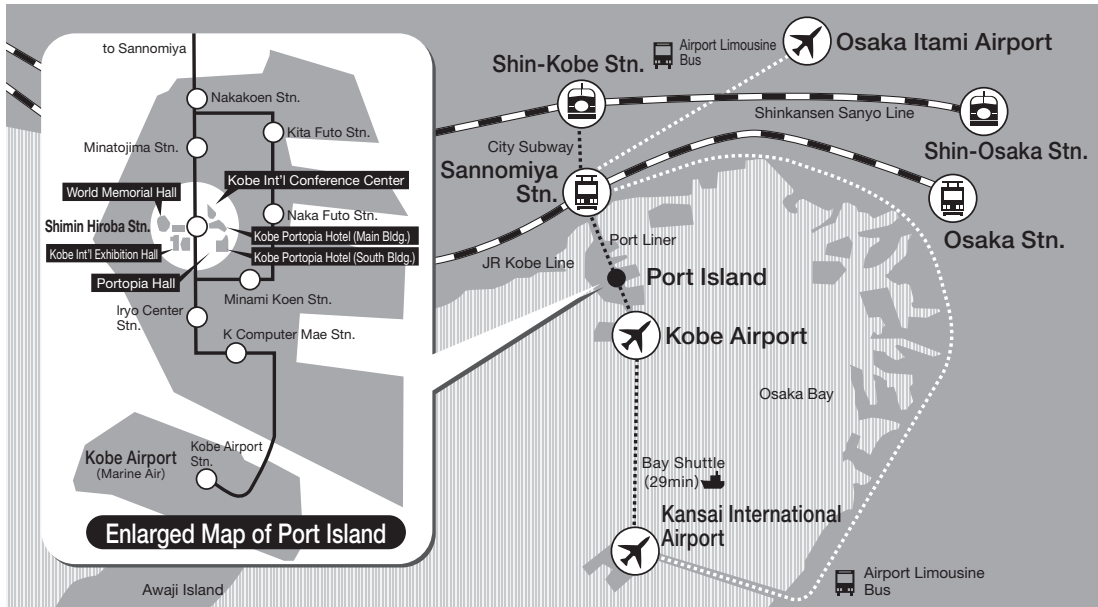 to Sannomiya
Nakakoen Stn.
Kita Futo Stn.
Minatojima Stn.
Kobe Int'l Conference Center
World Memorial Hall
Naka Futo Stn.
Shimin Hiroba Stn.
Kobe Portopia Hotel (Main Bldg.)
Kobe Int'l Exhibition Hall
Kobe Portopia Hotel (South Bldg.)
Portopia Hall
Minami Koen Stn.
Iryo Center
Stn.
K Computer Mae Stn.
Kobe Airport
(Marine Air)
Kobe Airport
Stn.
Enlarged Map of Port Island
Awaji Island
Osaka Itami Airport
Airport Limousine
Bus
Shin-Kobe Stn.
Shinkansen Sanyo Line
Shin-Osaka Stn.
City Subway
Sannomiya
Stn.
Osaka Stn.
Port Liner
JR Kobe Line
Port Island
Kobe Airport
Osaka Bay
Bay Shuttle
(29min)
Kansai International
Airport
Airport Limousine
Bus